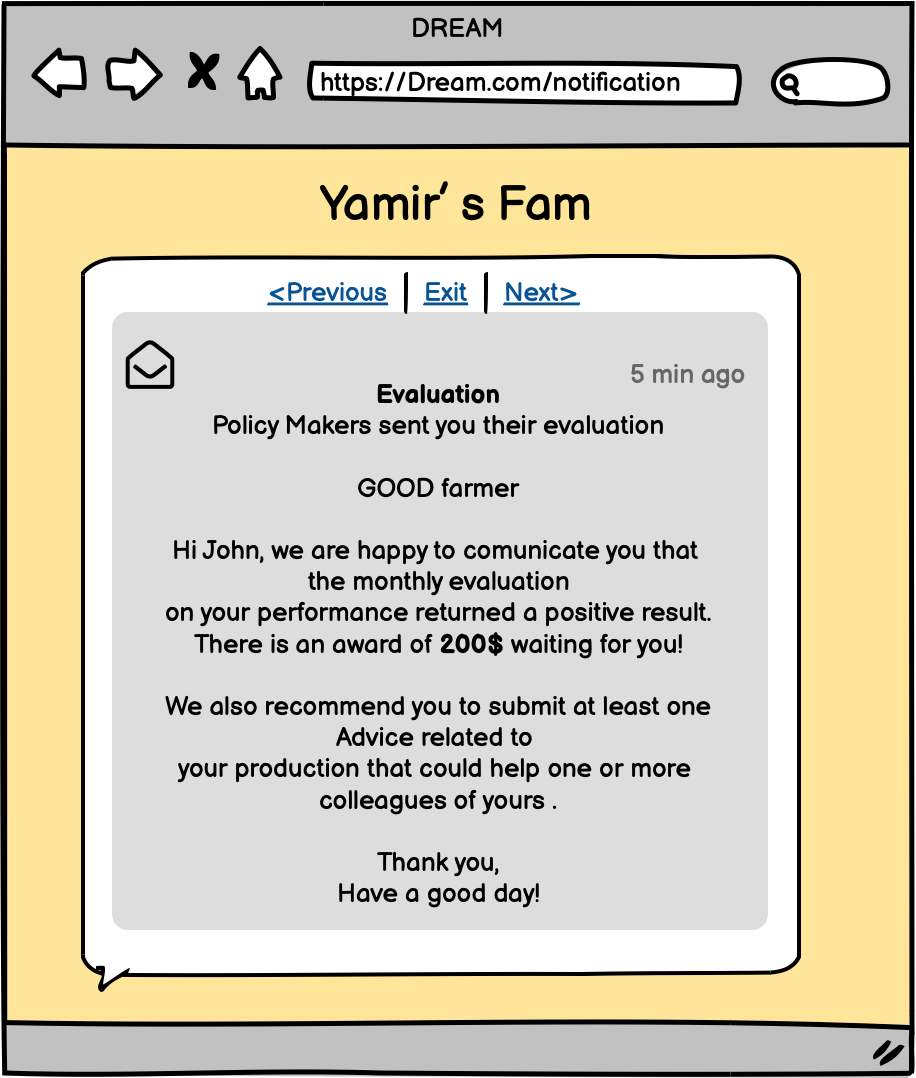 DREAM
https://Dream.com/notification
Yamir' s Fam
<Previous | Exit | Next>
5 min ago
Evaluation
Policy Makers sent you their evaluation
GOOD farmer
Hi John, we are happy to comunicate you that
the monthly evaluation
on your performance returned a positive result.
There is an award of 200$ waiting for you!
We also recommend you to submit at least one
Advice related to
your production that could help one or more
colleagues of yours .
Thank you,
Have a good day!